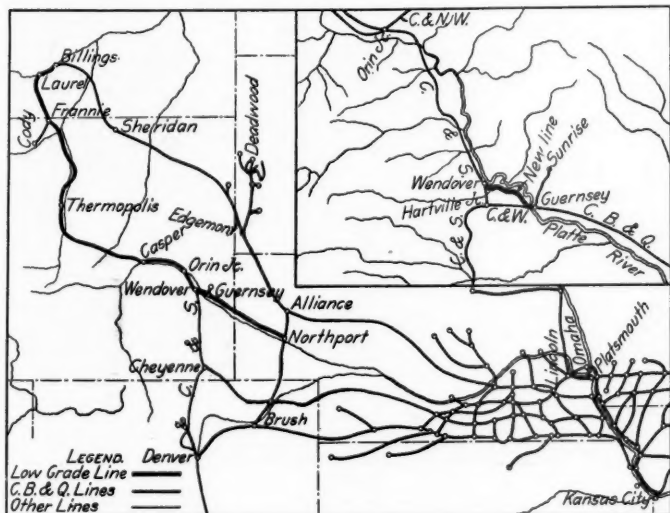 Billings
Laurel
Cody
Frannie
Sheridan
Deadwood
Thermopolis
Edgemont
Casper
Orin Jc.
Wendover
Guernsey
Alliance
Northport
C. & S.
Cheyenne
Brush
Denver
Lincoln
Omaha
Platsmouth
Kansas City
LEGEND.
Low Grade Line
C.B. & Q. Lines
Other Lines
C. & N.W.
Orin Jc.
C. & S.
New line
Sunrise
Wendover
Hartville Jc.
Guernsey
C. & W.
C. B. & Q.
C. & S.
Platte
River